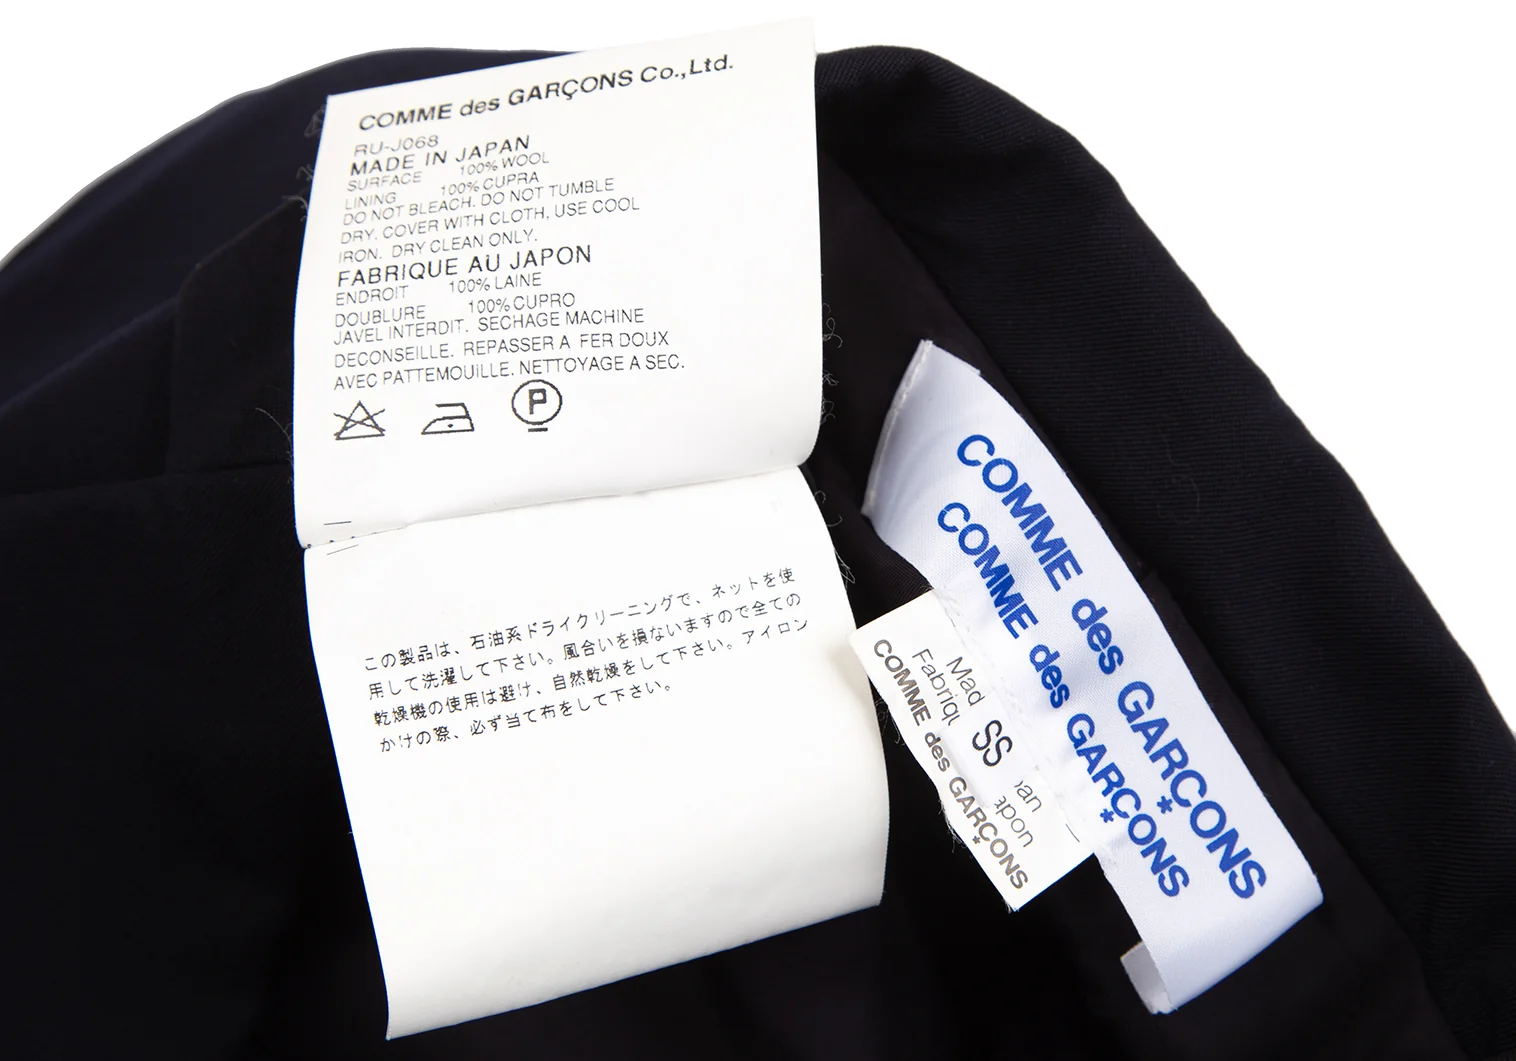 COMME des GARÇONS Co.,Ltd.
RU-J068
MADE IN JAPAN
SURFACE 100% WOOL
LINING 100% CUPRA
DO NOT BLEACH. DO NOT TUMBLE
DRY. COVER WITH CLOTH, USE COOL
IRON. DRY CLEAN ONLY.
FABRIQUE AU JAPON
ENDROIT 100% LAINE
DOUBLURE 100% CUPRO
JAVEL INTERDIT. SECHAGE MACHINE
DECONSEILLE. REPASSER A FER DOUX
AVEC PATTEMOUILLE. NETTOYAGE A SEC.
P
この製品は、石油系ドライクリーニングで、ネットを使
用して洗濯して下さい。風合いを損ないますので全ての
乾燥機の使用は避け、自然乾燥をして下さい。アイロン
かけの際、必ず当て布をして下さい。
COMME des GARÇONS
COMME des GARÇONS
Mad
Fabriq
SS
pan
apon
COMME des GARÇONS